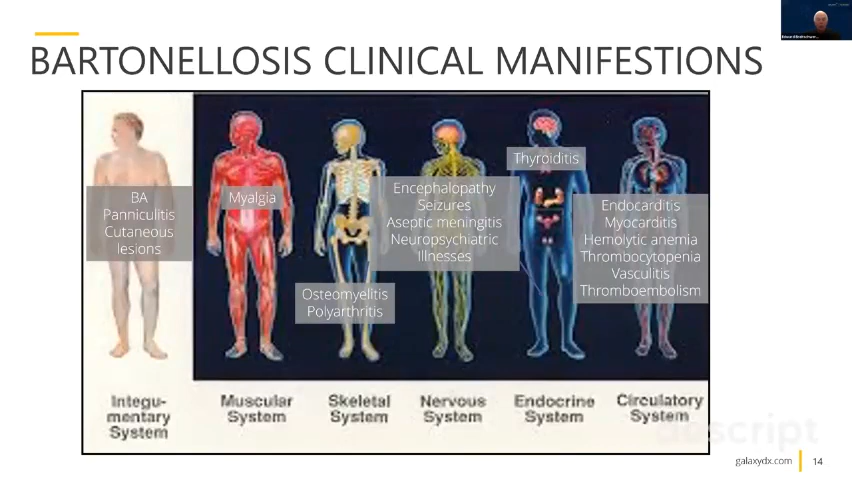 BARTONELLOSIS CLINICAL MANIFESTIONS
BA
Panniculitis
Cutaneous
lesions
Myalgia
Osteomyelitis
Polyarthritis
Encephalopathy
Seizures
Aseptic meningitis
Neuropsychiatric
Illnesses
Thyroiditis
Endocarditis
Myocarditis
Hemolytic anemia
Thrombocytopenia
Vasculitis
Thromboembolism
Integu-
mentary
System
Muscular
System
Skeletal
System
Nervous
System
Endocrine
System
Circulatory
System
descript
galaxydx.com
14